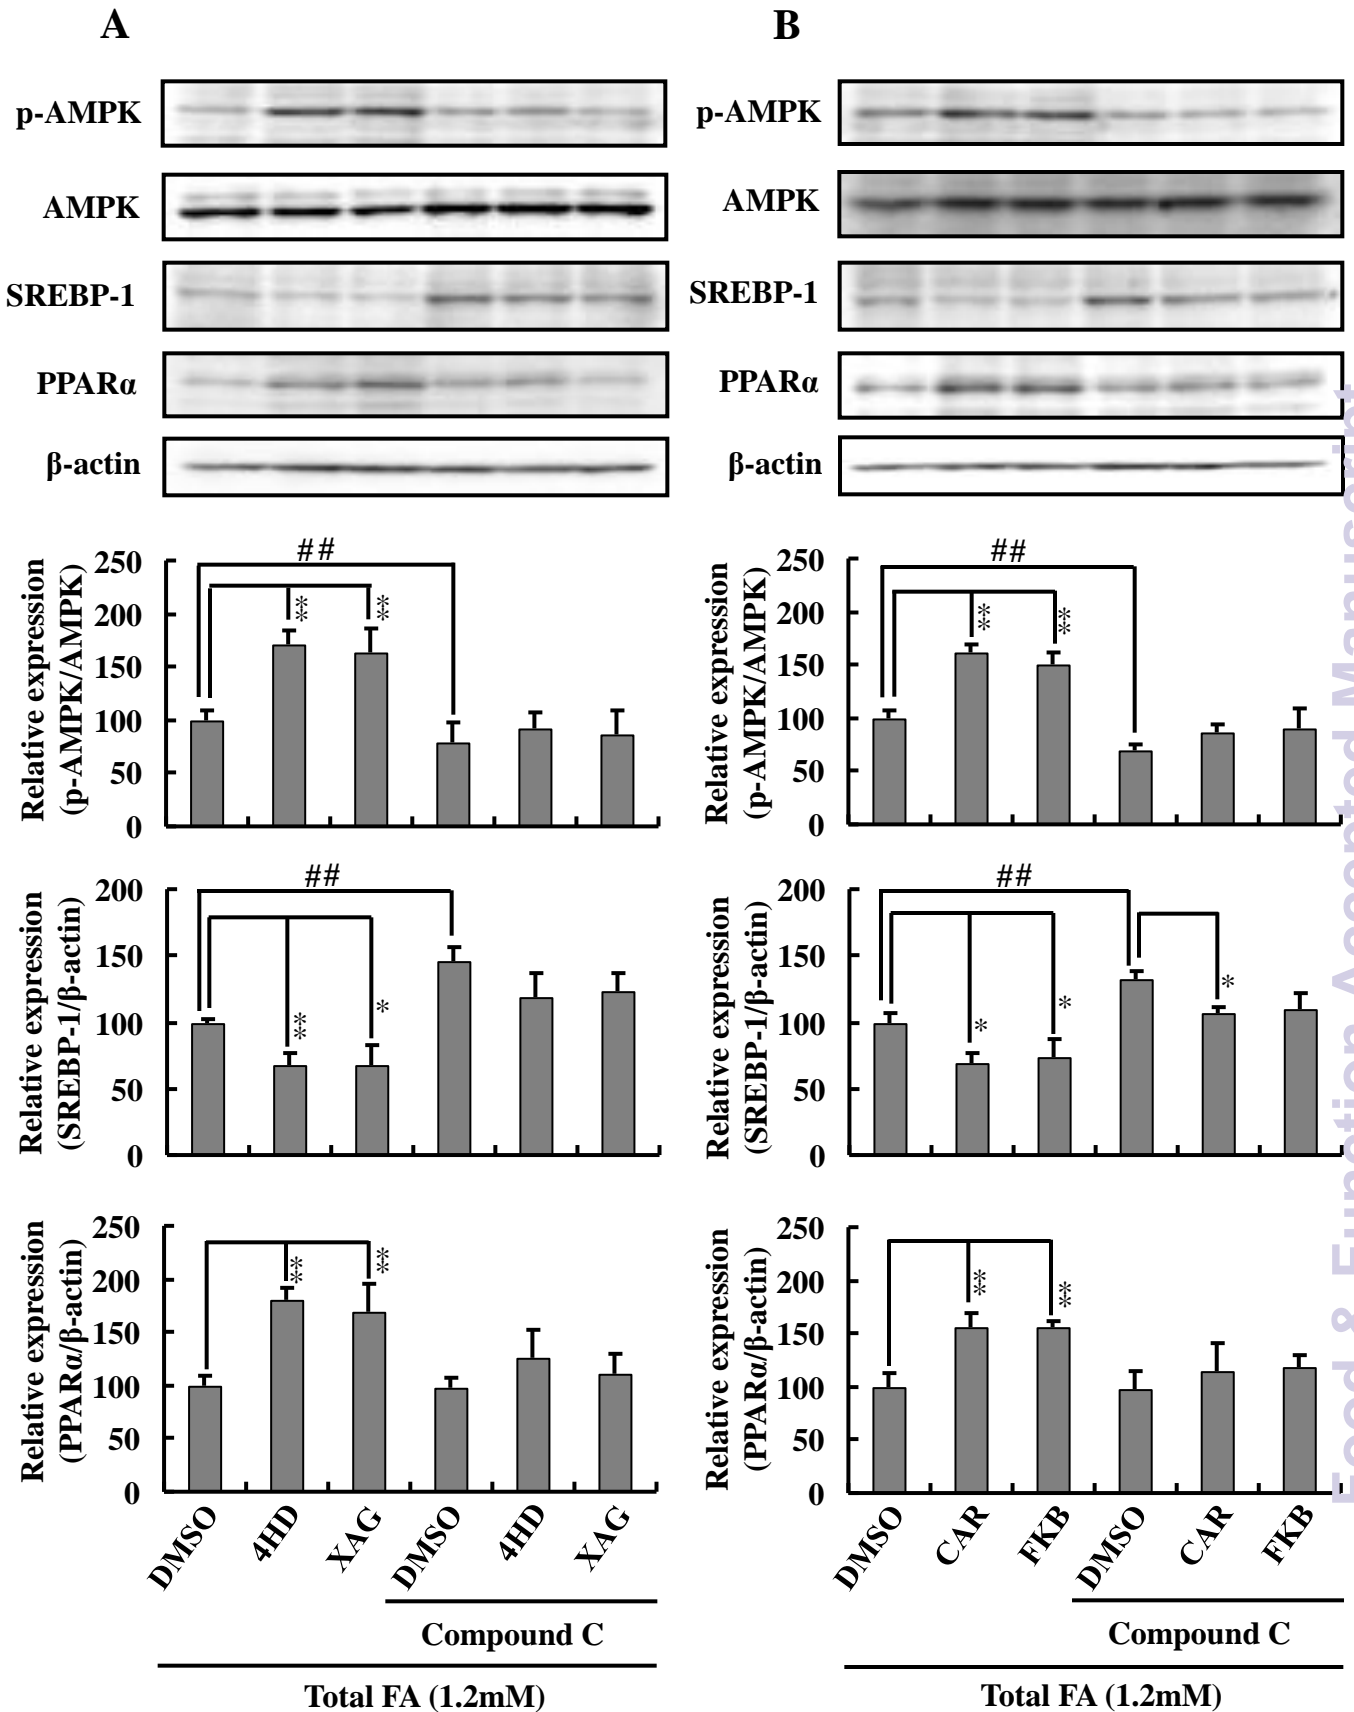 A
B
p-AMPK
AMPK
SREBP-1
PPARα
β-actin
p-AMPK
AMPK
SREBP-1
PPARα
β-actin
Relative expression
(p-AMPK/AMPK)
250
200
150
100
50
0
##
**
**
Relative expression
(p-AMPK/AMPK)
250
200
150
100
50
0
##
**
**
Relative expression
(SREBP-1/β-actin)
200
150
100
50
0
##
**
*
Relative expression
(SREBP-1/β-actin)
200
150
100
50
0
##
*
*
*
Relative expression
(PPARα/β-actin)
250
200
150
100
50
0
**
**
DMSO
4HD
XAG
DMSO
4HD
XAG
Compound C
Total FA (1.2mM)
Relative expression
(PPARα/β-actin)
250
200
150
100
50
0
**
**
DMSO
CAR
FKB
DMSO
CAR
FKB
Compound C
Total FA (1.2mM)
Food & Function Accepted Manuscript